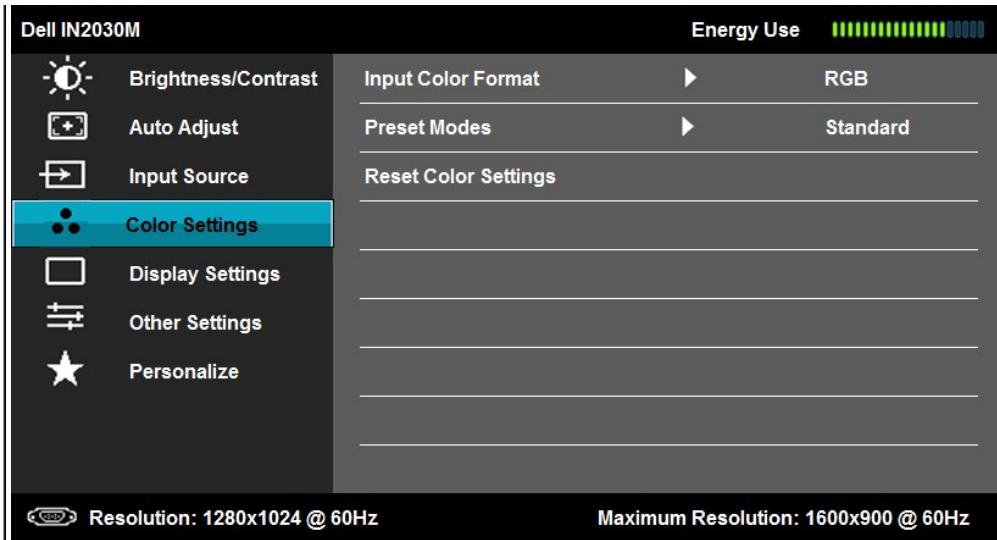 Dell IN2030M Energy Use
Brightness/Contrast Input Color Format RGB
Auto Adjust Preset Modes Standard
Input Source Reset Color Settings
Color Settings
Display Settings
Other Settings
Personalize
Resolution: 1280x1024 @ 60Hz Maximum Resolution: 1600x900 @ 60Hz